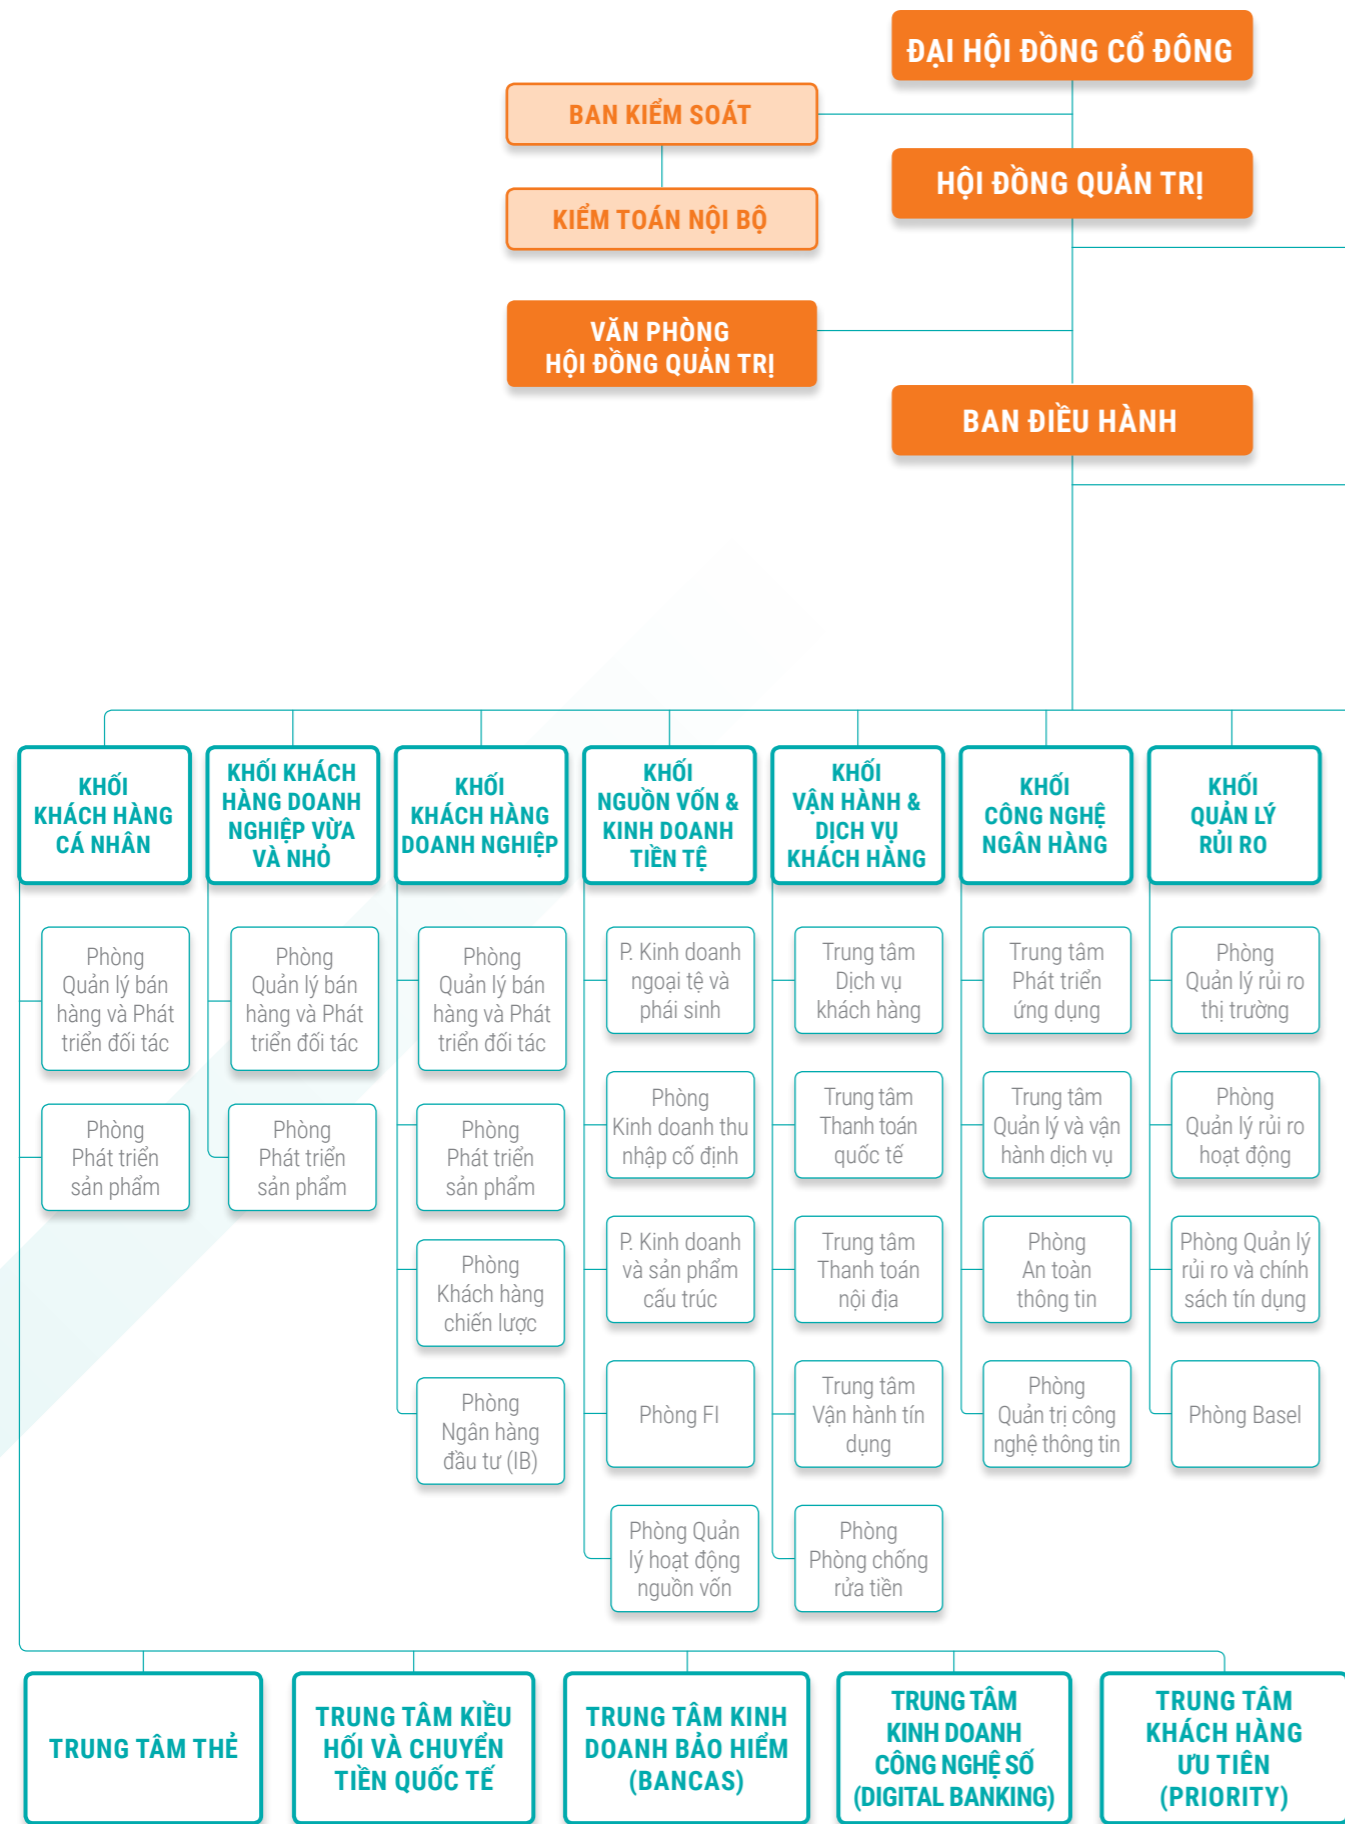 ĐẠI HỘI ĐỒNG CỔ ĐÔNG
BAN KIỂM SOÁT
HỘI ĐỒNG QUẢN TRỊ
KIỂM TOÁN NỘI BỘ
VĂN PHÒNG
HỘI ĐỒNG QUẢN TRỊ
BAN ĐIỀU HÀNH
KHỐI
KHÁCH HÀNG
CÁ NHÂN
KHỐI KHÁCH
HÀNG DOANH
NGHIỆP VỪA
VÀ NHỎ
KHỐI
KHÁCH HÀNG
DOANH NGHIỆP
KHỐI
NGUỒN VỐN &
KINH DOANH
TIỀN TỆ
KHỐI
VẬN HÀNH &
DỊCH VỤ
KHÁCH HÀNG
KHỐI
CÔNG NGHỆ
NGÂN HÀNG
KHỐI
QUẢN LÝ
RỦI RO
Phòng
Quản lý bán
hàng và Phát
triển đối tác
Phòng
Phát triển
sản phẩm
Phòng
Quản lý bán
hàng và Phát
triển đối tác
Phòng
Phát triển
sản phẩm
Phòng
Quản lý bán
hàng và Phát
triển đối tác
Phòng
Phát triển
sản phẩm
Phòng
Khách hàng
chiến lược
Phòng
Ngân hàng
đầu tư (IB)
P. Kinh doanh
ngoại tệ và
phái sinh
Phòng
Kinh doanh thu
nhập cố định
P. Kinh doanh
và sản phẩm
cấu trúc
Phòng FI
Phòng Quản
lý hoạt động
nguồn vốn
Trung tâm
Dịch vụ
khách hàng
Trung tâm
Thanh toán
quốc tế
Trung tâm
Thanh toán
nội địa
Trung tâm
Vận hành tín
dụng
Phòng
Phòng chống
rửa tiền
Trung tâm
Phát triển
ứng dụng
Trung tâm
Quản lý và vận
hành dịch vụ
Phòng
An toàn
thông tin
Phòng
Quản trị công
nghệ thông tin
Phòng
Quản lý rủi ro
thị trường
Phòng
Quản lý rủi ro
hoạt động
Phòng Quản lý
rủi ro và chính
sách tín dụng
Phòng Basel
TRUNG TÂM THẺ
TRUNG TÂM KIỀU
HỐI VÀ CHUYỂN
TIỀN QUỐC TẾ
TRUNG TÂM KINH
DOANH BẢO HIỂM
(BANCAS)
TRUNG TÂM
KINH DOANH
CÔNG NGHỆ SỐ
(DIGITAL BANKING)
TRUNG TÂM
KHÁCH HÀNG
ƯU TIÊN
(PRIORITY)